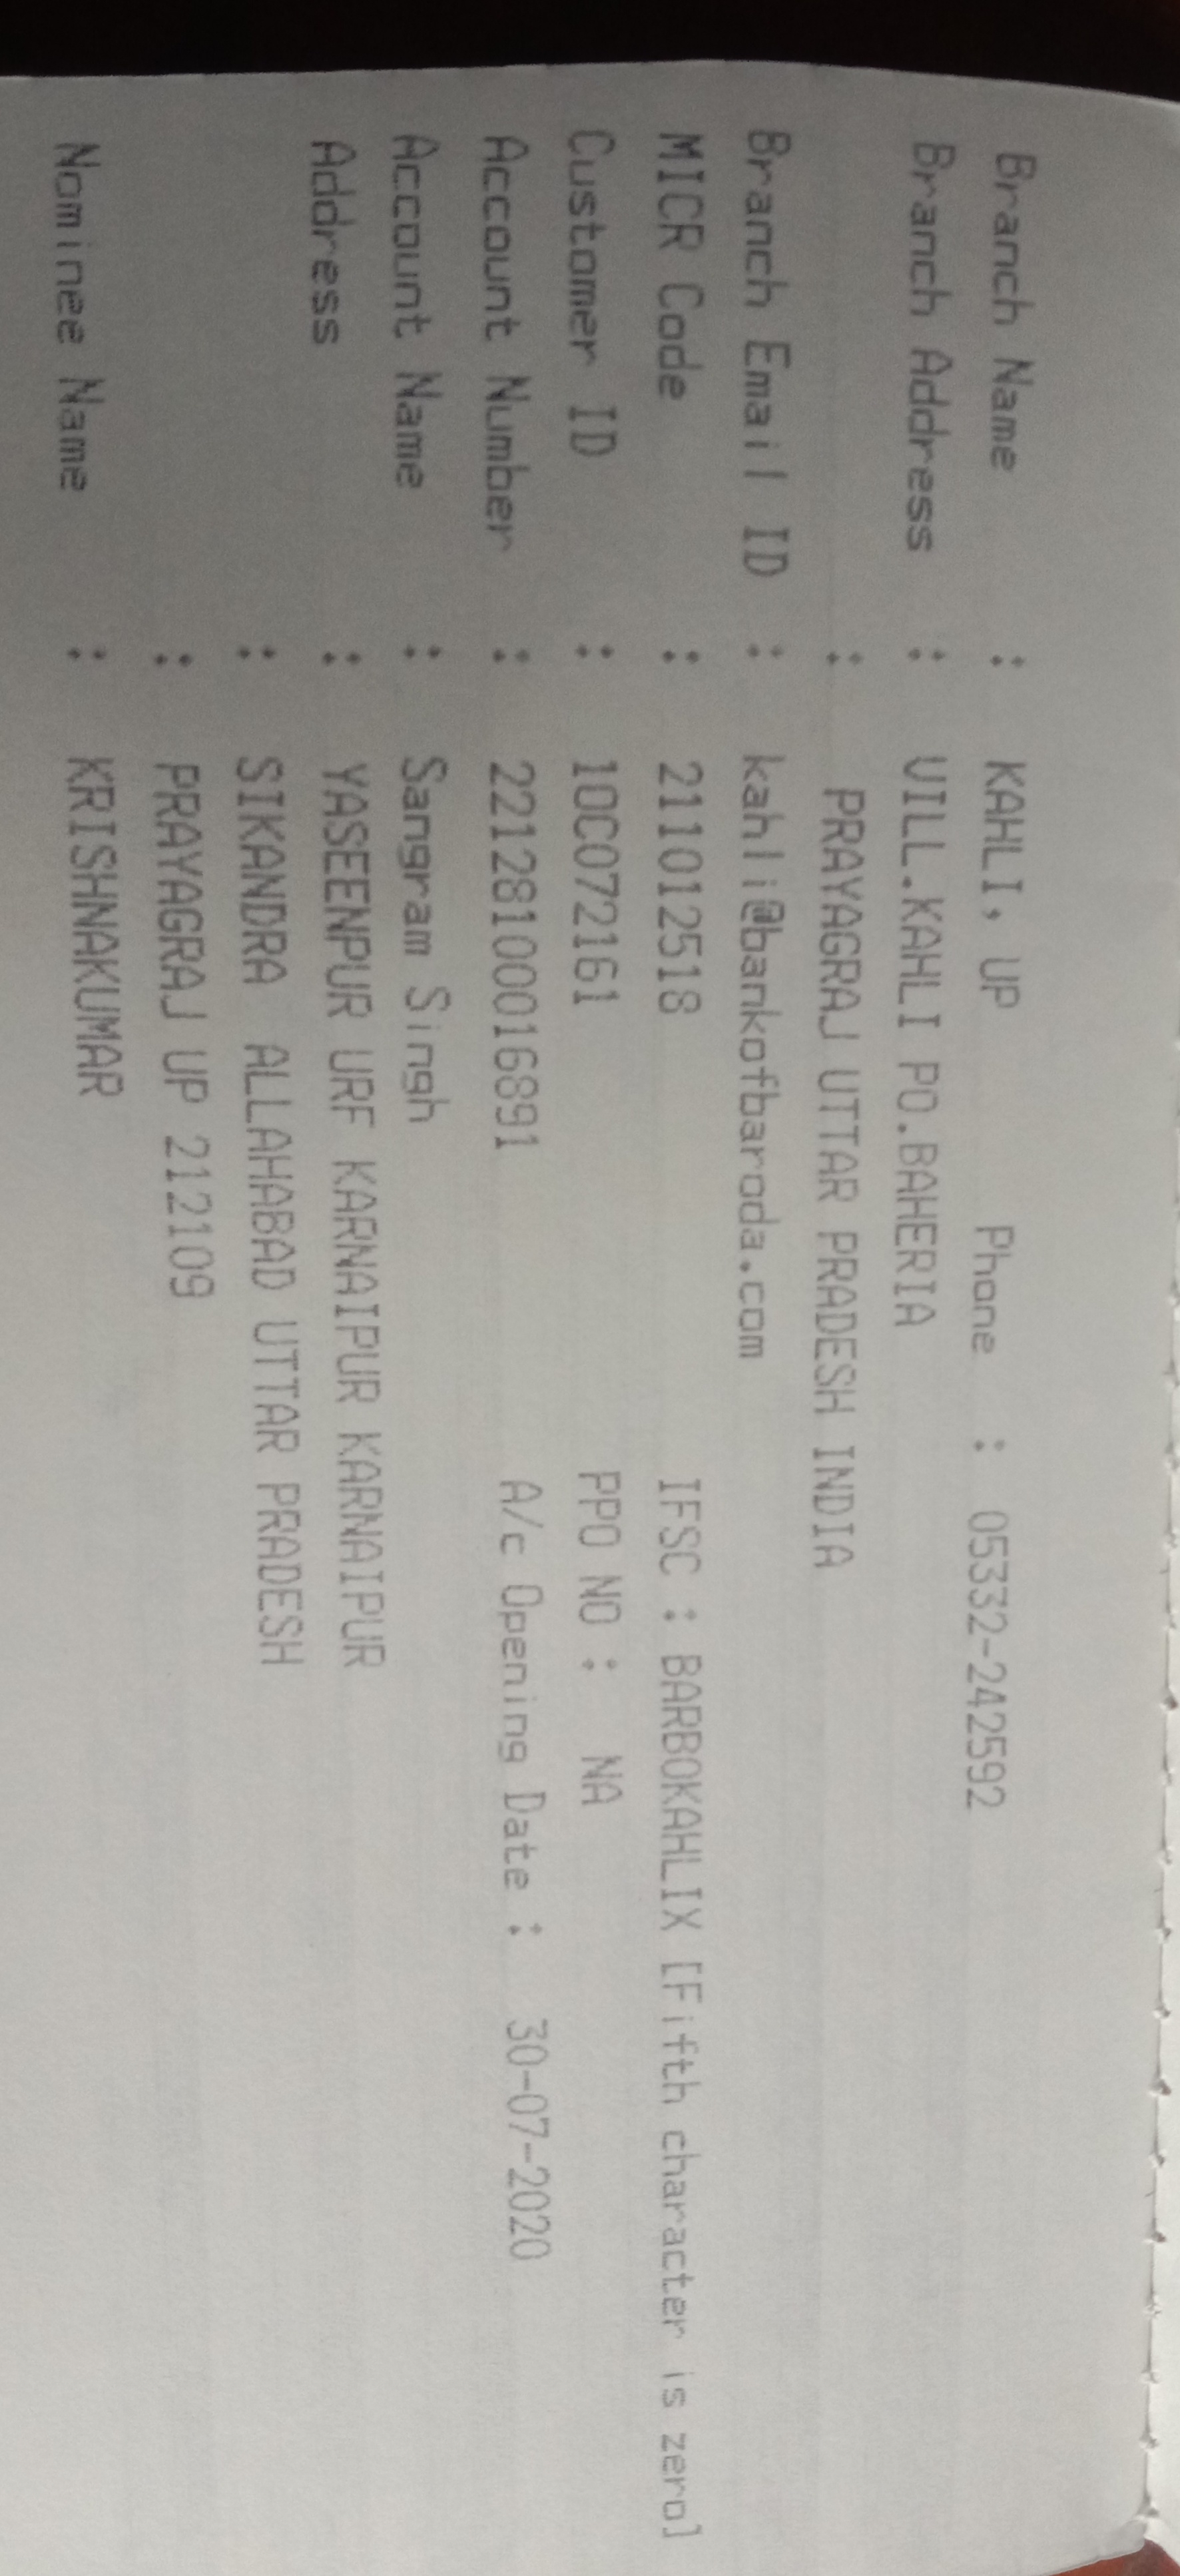 Branch Name : KAHLI, UP Phone : 05332-242592
Branch Address : VILL.KAHLI PO.BAHERIA
: PRAYAGRAJ UTTAR PRADESH INDIA
Branch Email ID : kahli@bankofbaroda.com
MICR Code : 211012518 IFSC : BARB0KAHLIX [Fifth character is zero]
Customer ID : 10C072161 PPO NO : NA
Account Number : 22128100016891 A/c Opening Date : 30-07-2020
Account Name : Sangram Singh
Address : YASEENPUR URF KARNAIPUR KARNAIPUR
: SIKANDRA ALLAHABAD UTTAR PRADESH
: PRAYAGRAJ UP 212109
Nominee Name : KRISHNAKUMAR